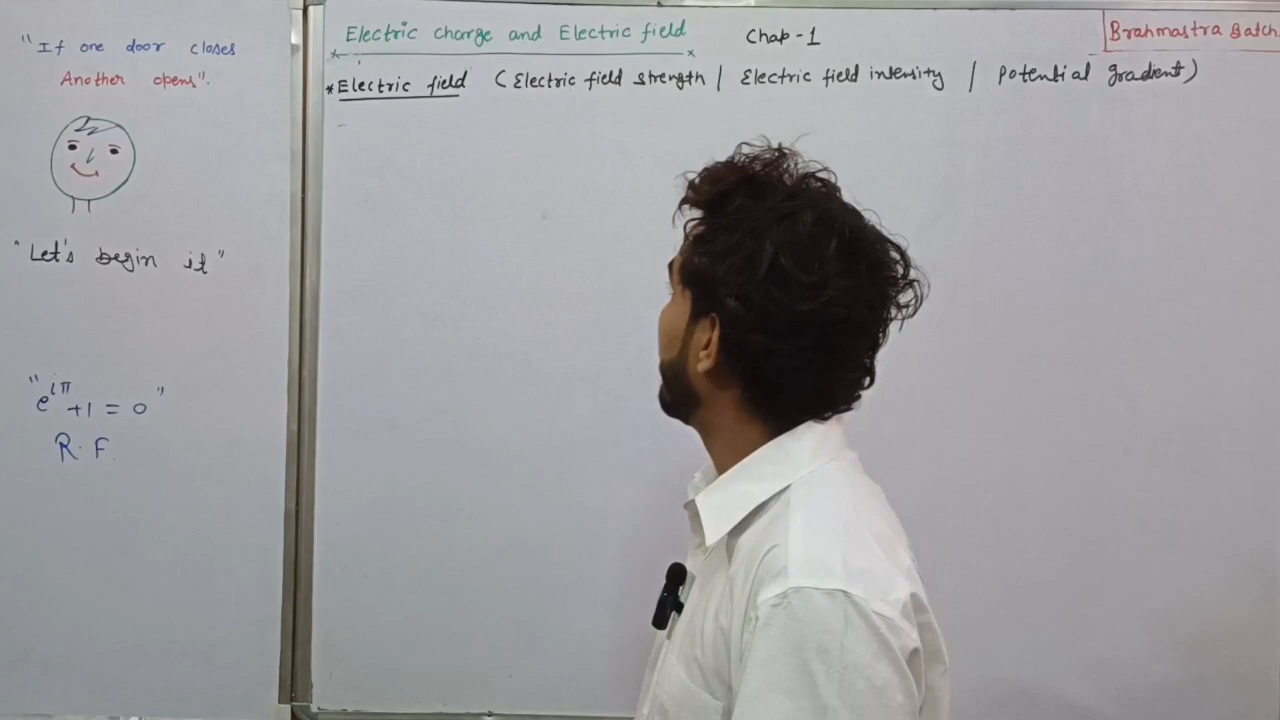 "If one door closes
Another opens".
"Let's begin it"
"e^iπ +1 = 0"
R. F.
Electric charge and Electric field
Chap -1
Brahmastra Batch
*Electric field (Electric field strength / Electric field intensity / Potential gradient)